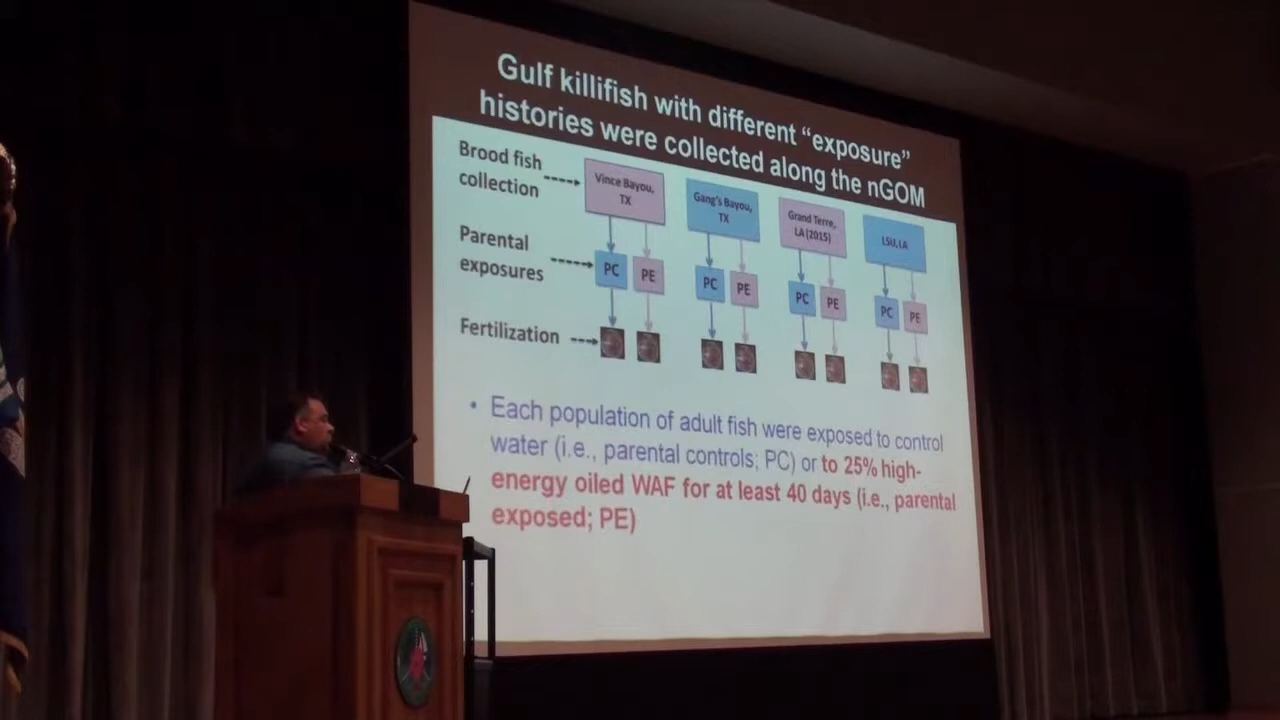 Gulf killifish with different “exposure”
histories were collected along the nGOM
Brood fish
collection
Vince Bayou,
TX
Gang's Bayou,
TX
Grand Terre,
LA (2015)
LSU, LA
Parental
exposures
PC
PE
PC
PE
PC
PE
PC
PE
Fertilization
• Each population of adult fish were exposed to control
water (i.e., parental controls; PC) or to 25% high-
energy oiled WAF for at least 40 days (i.e., parental
exposed; PE)